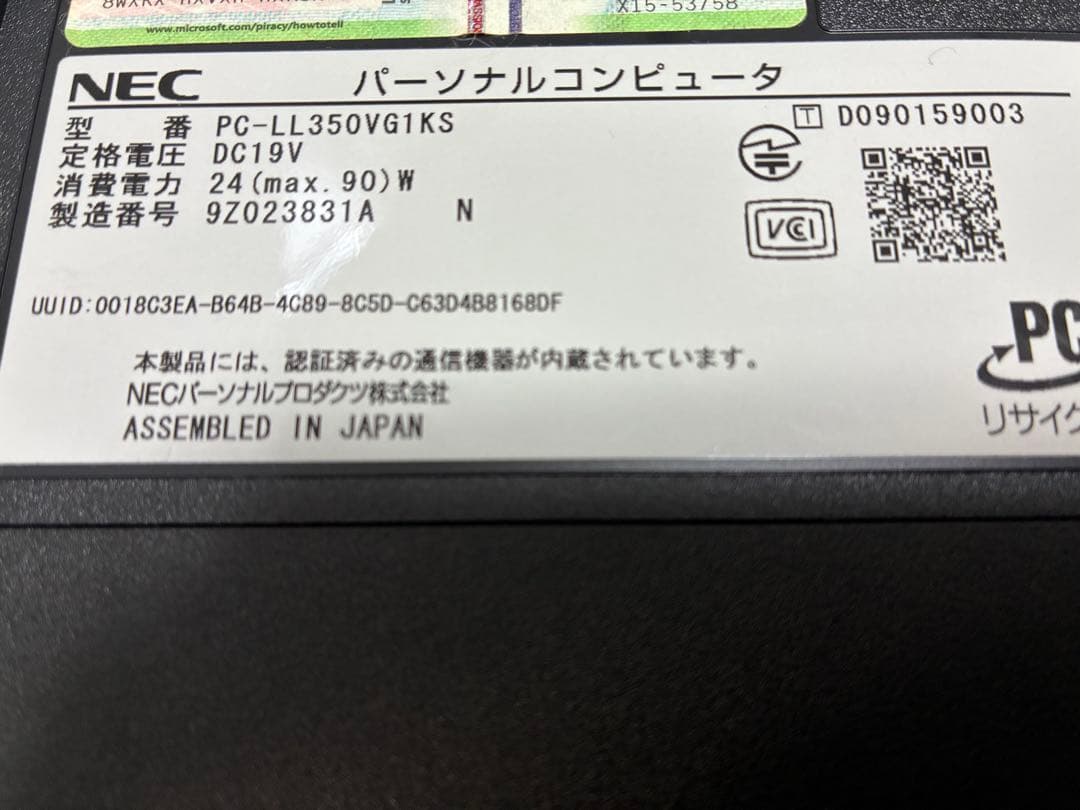 www.microsoft.com/piracy/howtotell
X15-53758
NEC パーソナルコンピュータ
型 番 PC-LL350VG1KS
定格電圧 DC19V
消費電力 24(max.90)W
製造番号 9Z023831A N
T D090159003
VCI
UUID:0018C3EA-B64B-4C89-8C5D-C63D4B8168DF
本製品には、認証済みの通信機器が内蔵されています。
NECパーソナルプロダクツ株式会社
ASSEMBLED IN JAPAN
PC
リサイク